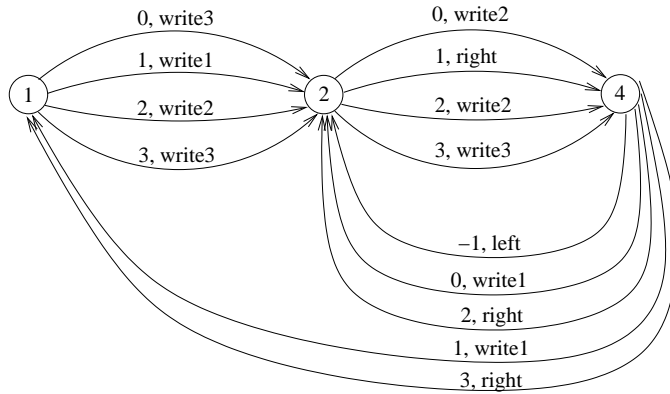 0, write3
0, write2
1, write1
1, right
1
2
4
2, write2
2, write2
3, write3
3, write3
−1, left
0, write1
2, right
1, write1
3, right